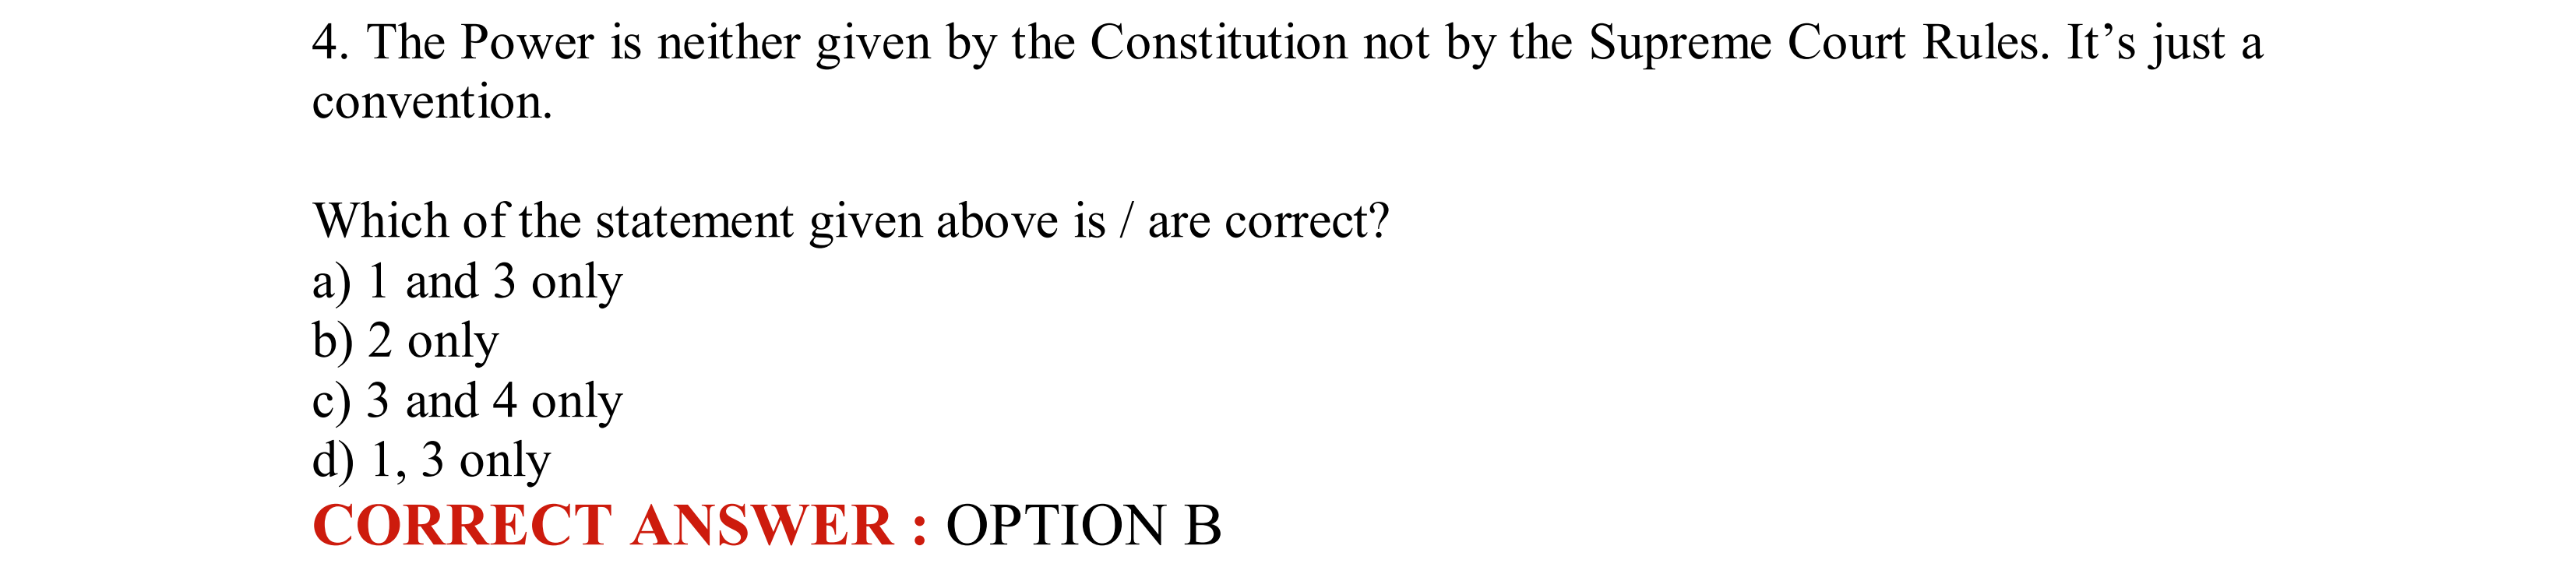 4. The Power is neither given by the Constitution not by the Supreme Court Rules. It’s just a
convention.
Which of the statement given above is / are correct?
a) 1 and 3 only
b) 2 only
c) 3 and 4 only
d) 1, 3 only
CORRECT ANSWER : OPTION B